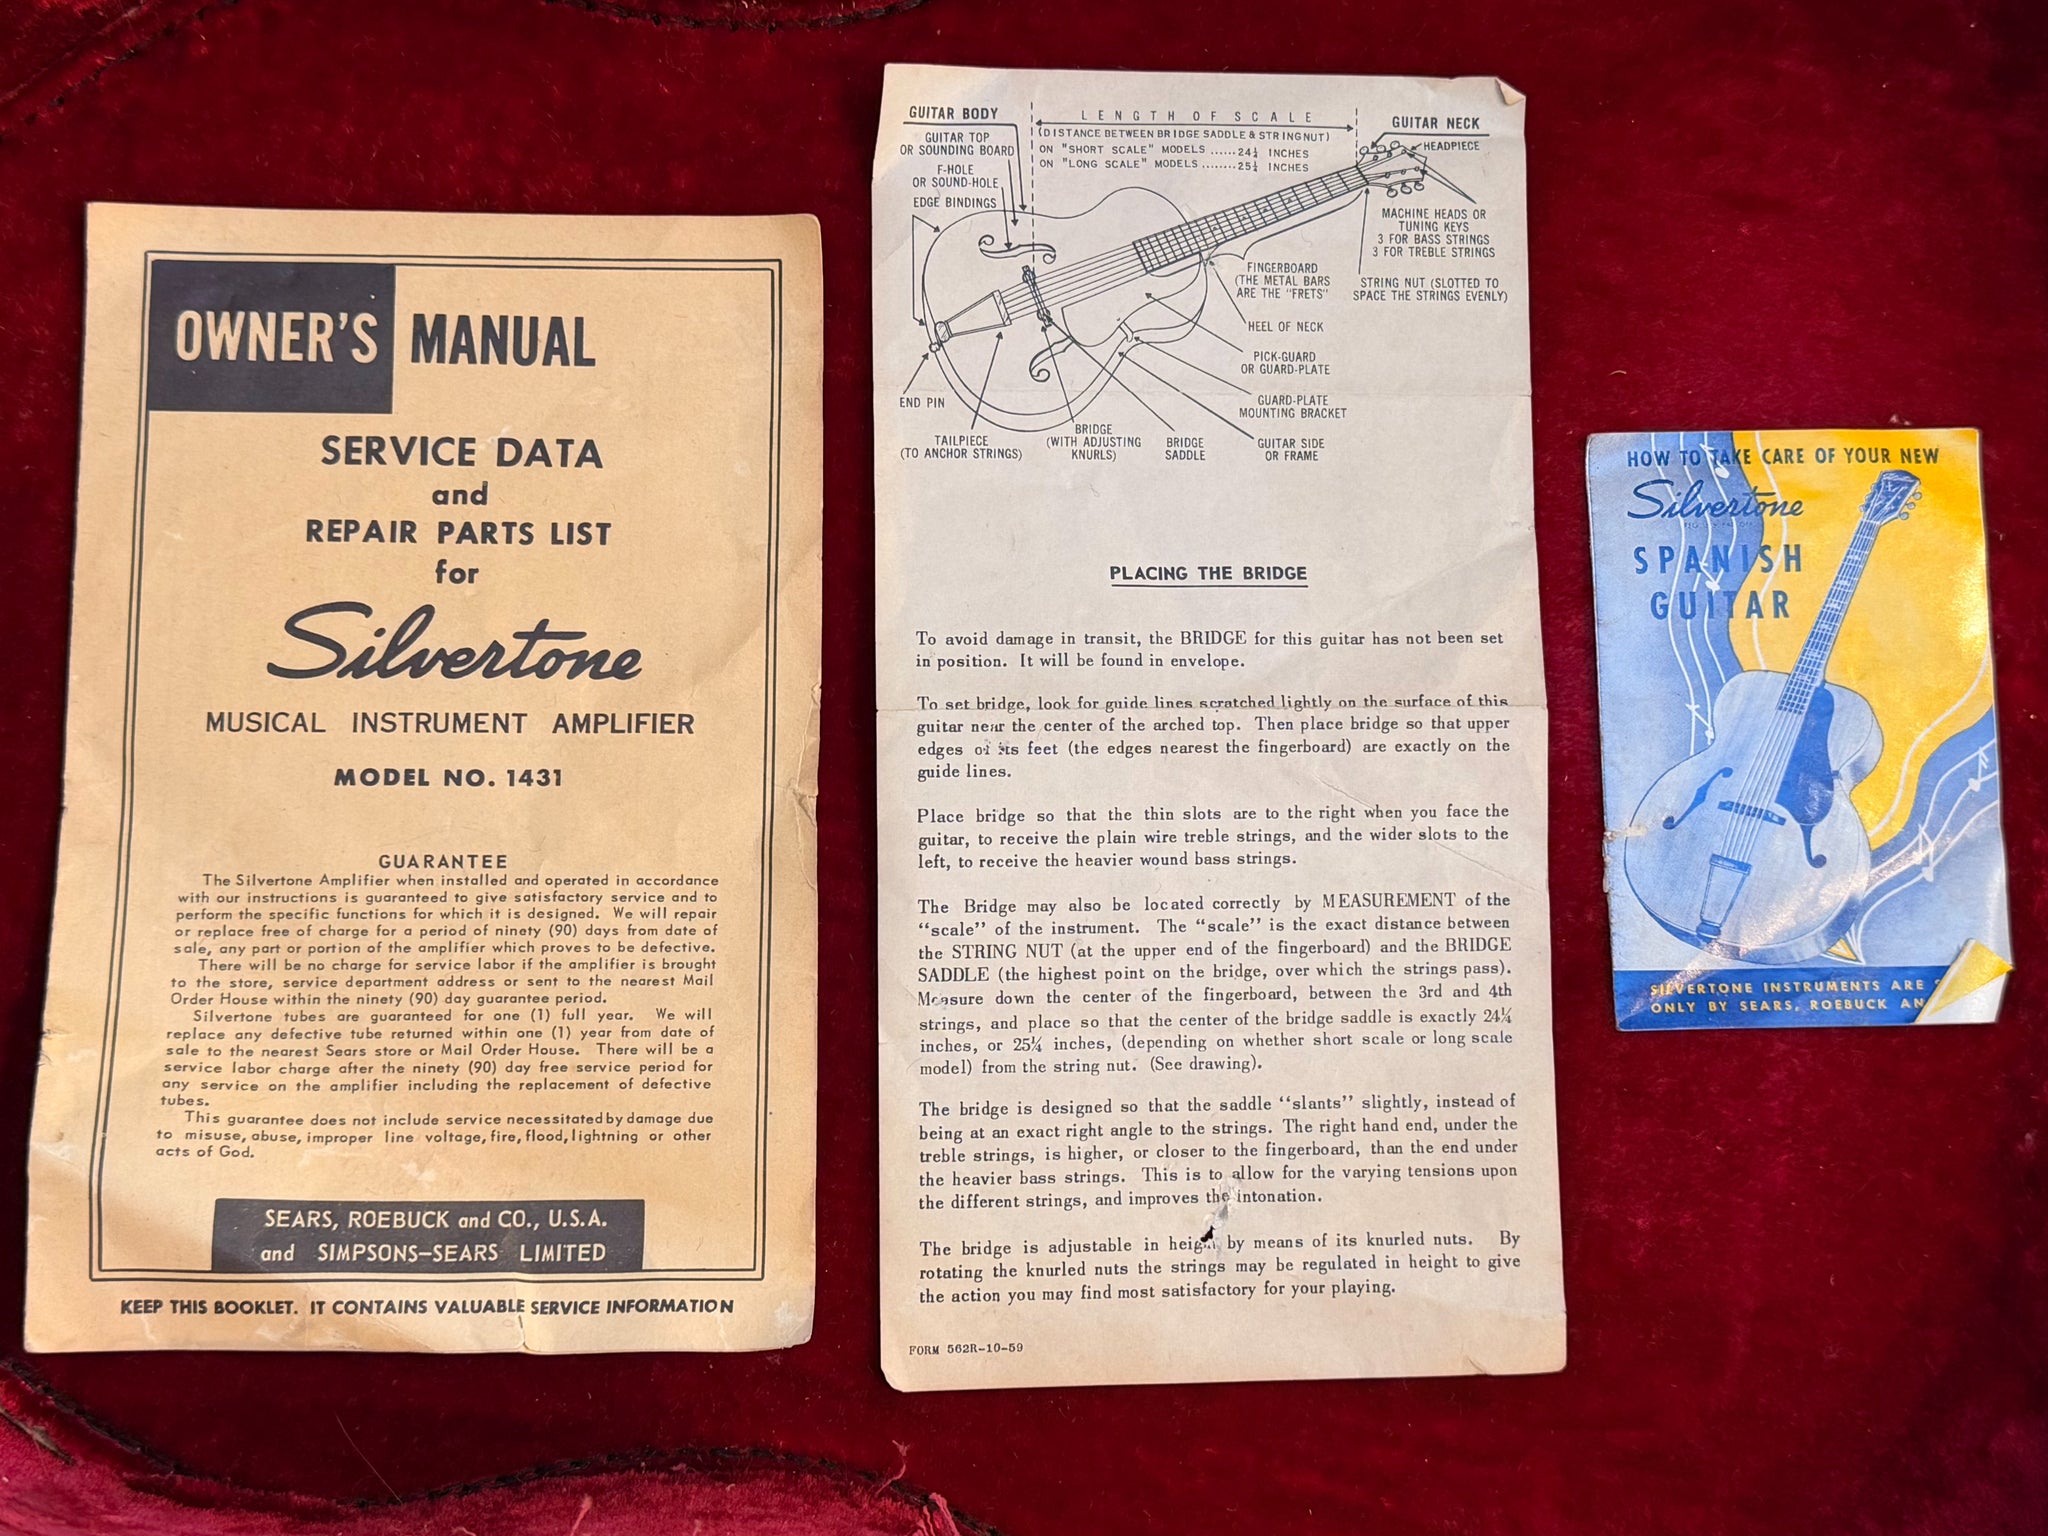 OWNER'S MANUAL
SERVICE DATA
and
REPAIR PARTS LIST
for
Silvertone
MUSICAL INSTRUMENT AMPLIFIER
MODEL NO. 1431
GUARANTEE
The Silvertone Amplifier when installed and operated in accordance
with our instructions is guaranteed to give satisfactory service and to
perform the specific functions for which it is designed. We will repair
or replace free of charge for a period of ninety (90) days from date of
sale, any part or portion of the amplifier which proves to be defective.
There will be no charge for service labor if the amplifier is brought
to the store, service department address or sent to the nearest Mail
Order House within the ninety (90) day guarantee period.
Silvertone tubes are guaranteed for one (1) full year. We will
replace any defective tube returned within one (1) year from date of
sale to the nearest Sears store or Mail Order House. There will be a
service labor charge after the ninety (90) day free service period for
any service on the amplifier including the replacement of defective
tubes.
This guarantee does not include service necessitated by damage due
to misuse, abuse, improper line voltage, fire, flood, lightning or other
acts of God.
SEARS, ROEBUCK and CO., U.S.A.
and SIMPSONS-SEARS LIMITED
KEEP THIS BOOKLET. IT CONTAINS VALUABLE SERVICE INFORMATION
GUITAR BODY
GUITAR TOP
OR SOUNDING BOARD
F-HOLE
OR SOUND-HOLE
EDGE BINDINGS
LENGTH OF SCALE
(DISTANCE BETWEEN BRIDGE SADDLE & STRING NUT)
ON "SHORT SCALE" MODELS ......24¼ INCHES
ON "LONG SCALE" MODELS ........25¼ INCHES
GUITAR NECK
HEADPIECE
MACHINE HEADS OR
TUNING KEYS
3 FOR BASS STRINGS
3 FOR TREBLE STRINGS
FINGERBOARD
(THE METAL BARS
ARE THE "FRETS"
STRING NUT (SLOTTED TO
SPACE THE STRINGS EVENLY)
HEEL OF NECK
PICK-GUARD
OR GUARD-PLATE
GUARD-PLATE
MOUNTING BRACKET
END PIN
TAILPIECE
(TO ANCHOR STRINGS)
BRIDGE
(WITH ADJUSTING
KNURLS)
BRIDGE
SADDLE
GUITAR SIDE
OR FRAME
PLACING THE BRIDGE
To avoid damage in transit, the BRIDGE for this guitar has not been set
in position. It will be found in envelope.
To set bridge, look for guide lines scratched lightly on the surface of this
guitar near the center of the arched top. Then place bridge so that upper
edges of its feet (the edges nearest the fingerboard) are exactly on the
guide lines.
Place bridge so that the thin slots are to the right when you face the
guitar, to receive the plain wire treble strings, and the wider slots to the
left, to receive the heavier wound bass strings.
The Bridge may also be located correctly by MEASUREMENT of the
"scale" of the instrument. The "scale" is the exact distance between
the STRING NUT (at the upper end of the fingerboard) and the BRIDGE
SADDLE (the highest point on the bridge, over which the strings pass).
Measure down the center of the fingerboard, between the 3rd and 4th
strings, and place so that the center of the bridge saddle is exactly 24¼
inches, or 25¼ inches, (depending on whether short scale or long scale
model) from the string nut. (See drawing).
The bridge is designed so that the saddle "slants" slightly, instead of
being at an exact right angle to the strings. The right hand end, under the
treble strings, is higher, or closer to the fingerboard, than the end under
the heavier bass strings. This is to allow for the varying tensions upon
the different strings, and improves the intonation.
The bridge is adjustable in heig by means of its knurled nuts. By
rotating the knurled nuts the strings may be regulated in height to give
the action you may find most satisfactory for your playing.
FORM 562R-10-59
HOW TO TAKE CARE OF YOUR NEW
Silvertone
SPANISH
GUITAR
SILVERTONE INSTRUMENTS ARE
ONLY BY SEARS, ROEBUCK AN